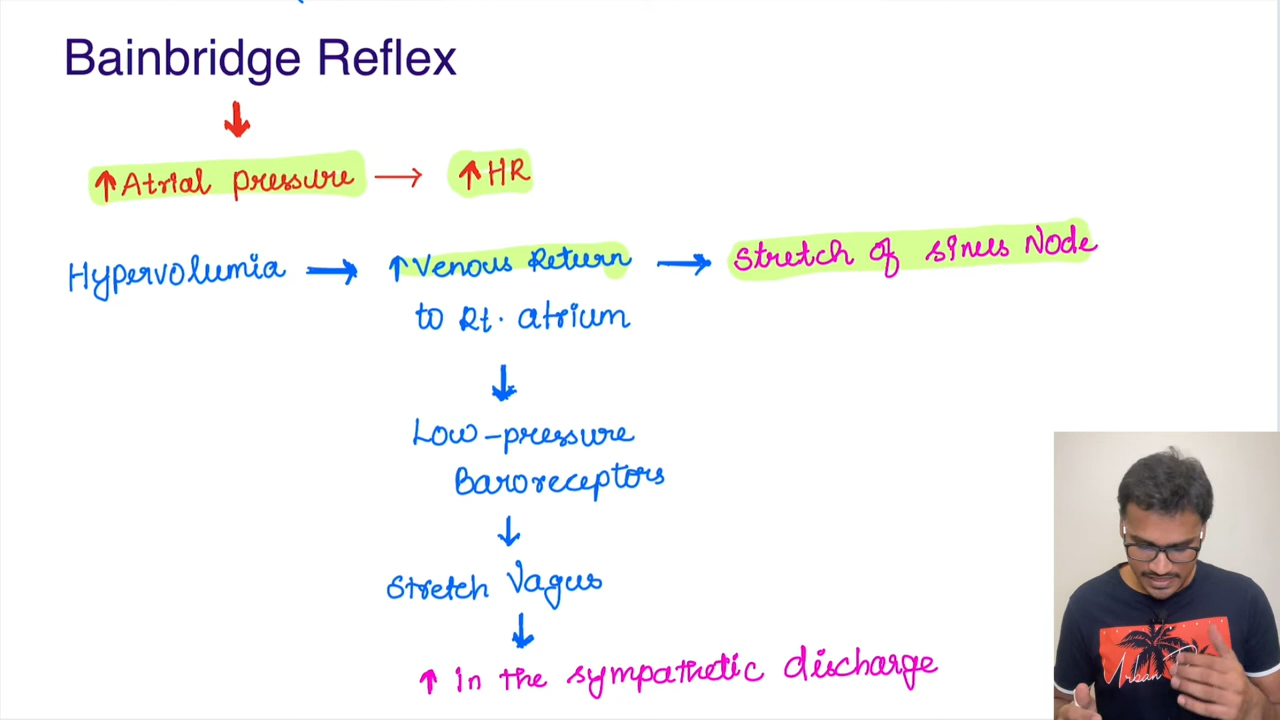 Bainbridge Reflex
↓
↑ Atrial pressure → ↑ HR
Hypervolumia → ↑ Venous Return → Stretch of sinus Node
to Rt. atrium
↓
Low-pressure
Baroreceptors
↓
Stretch Vagus
↓
↑ In the sympathetic discharge
Urban